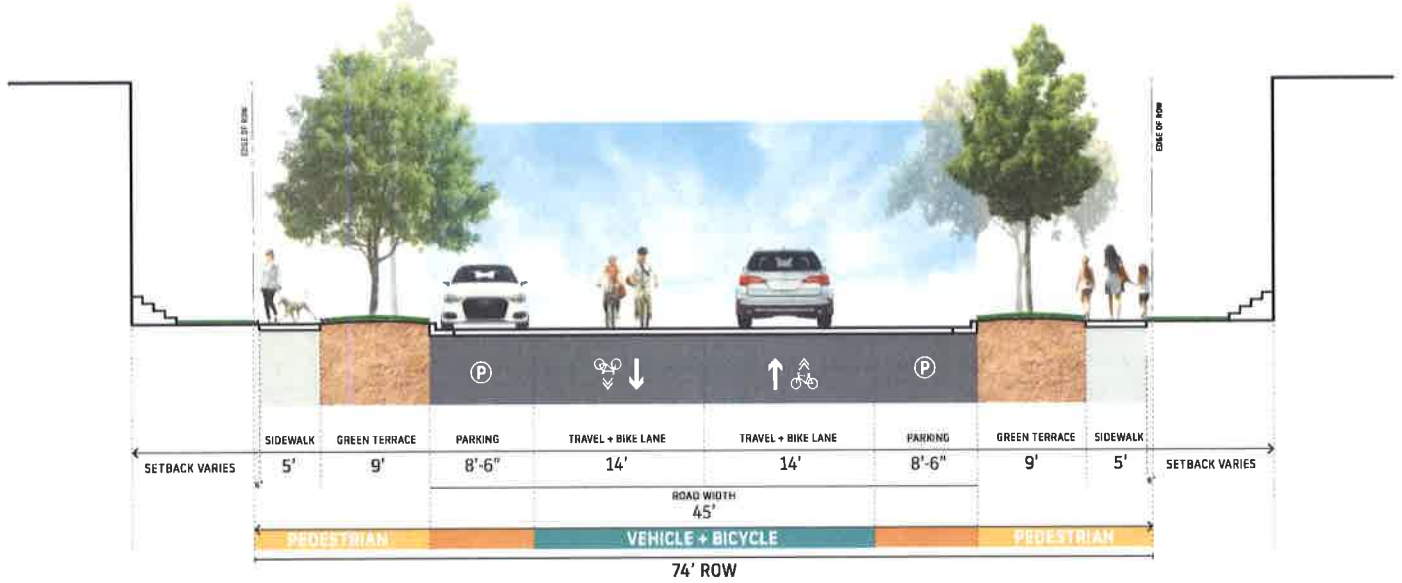 EDGE OF ROW
EDGE OF ROW
P
P
SIDEWALK
GREEN TERRACE
PARKING
TRAVEL + BIKE LANE
TRAVEL + BIKE LANE
PARKING
GREEN TERRACE
SIDEWALK
SETBACK VARIES
5'
9'
8'-6"
14'
14'
8'-6"
9'
5'
SETBACK VARIES
ROAD WIDTH
45'
PEDESTRIAN
VEHICLE + BICYCLE
PEDESTRIAN
74' ROW